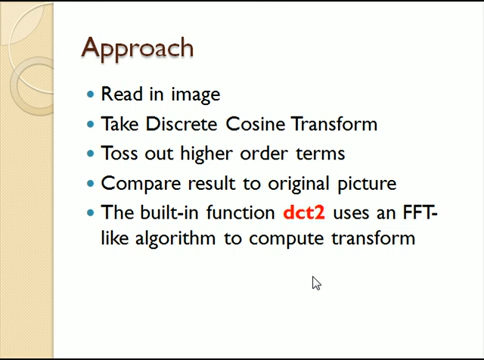 Approach
• Read in image
• Take Discrete Cosine Transform
• Toss out higher order terms
• Compare result to original picture
• The built-in function dct2 uses an FFT-
like algorithm to compute transform